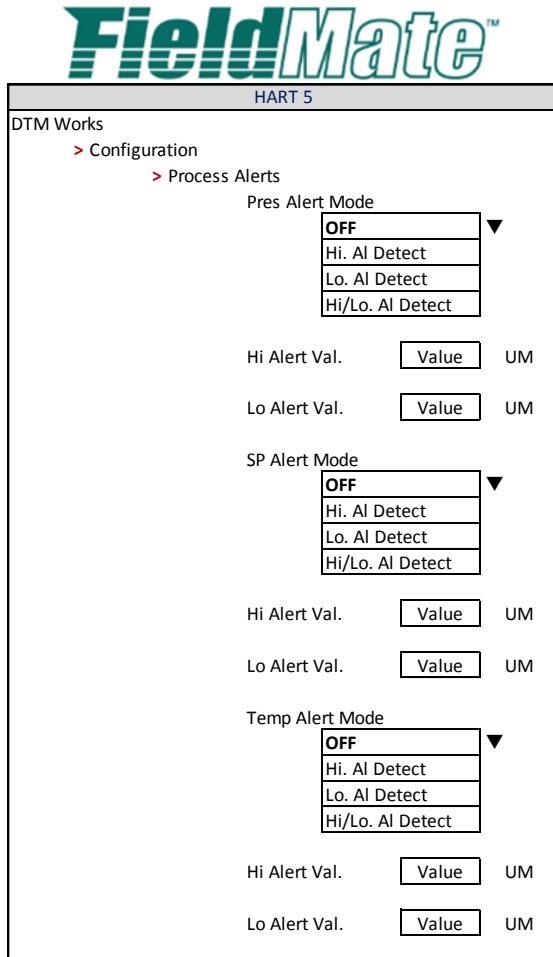 FieldMate™
HART 5
DTM Works
> Configuration
> Process Alerts
Pres Alert Mode
OFF ▼
Hi. Al Detect
Lo. Al Detect
Hi/Lo. Al Detect
Hi Alert Val. Value UM
Lo Alert Val. Value UM
SP Alert Mode
OFF ▼
Hi. Al Detect
Lo. Al Detect
Hi/Lo. Al Detect
Hi Alert Val. Value UM
Lo Alert Val. Value UM
Temp Alert Mode
OFF ▼
Hi. Al Detect
Lo. Al Detect
Hi/Lo. Al Detect
Hi Alert Val. Value UM
Lo Alert Val. Value UM